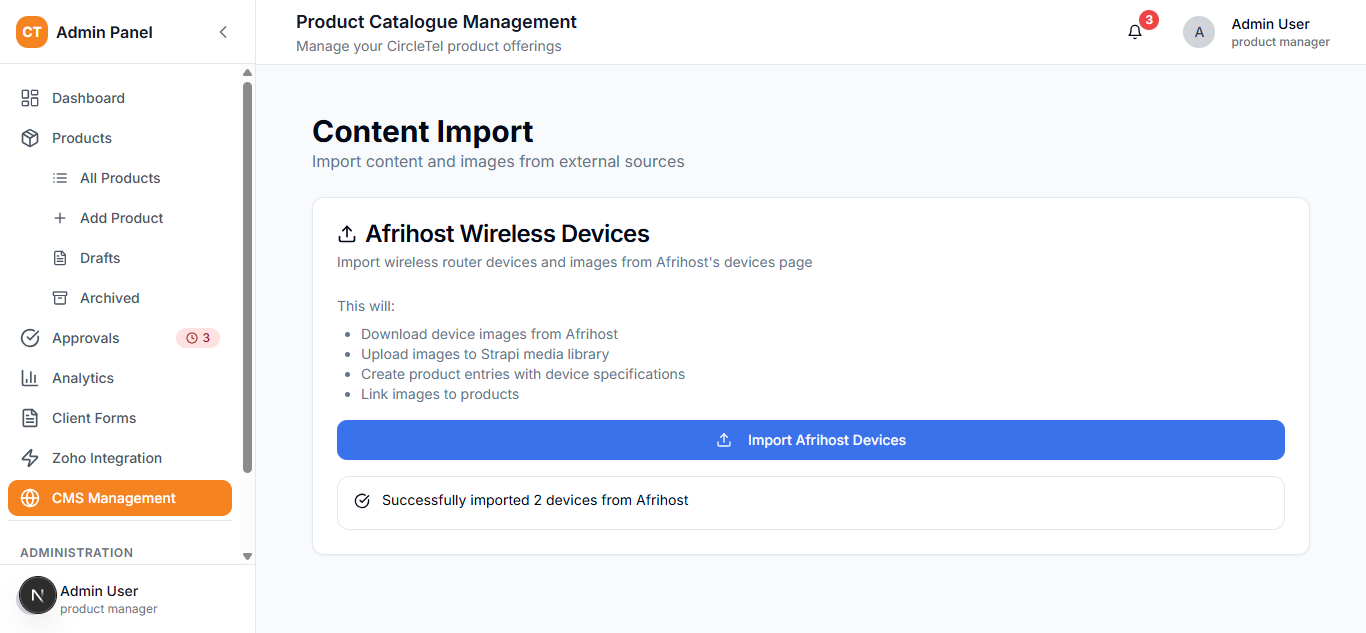 CT Admin Panel
Dashboard
Products
All Products
Add Product
Drafts
Archived
Approvals 3
Analytics
Client Forms
Zoho Integration
CMS Management
ADMINISTRATION
N
Admin User
product manager
Product Catalogue Management
Manage your CircleTel product offerings
3
A
Admin User
product manager
Content Import
Import content and images from external sources
Afrihost Wireless Devices
Import wireless router devices and images from Afrihost's devices page
This will:
• Download device images from Afrihost
• Upload images to Strapi media library
• Create product entries with device specifications
• Link images to products
Import Afrihost Devices
Successfully imported 2 devices from Afrihost